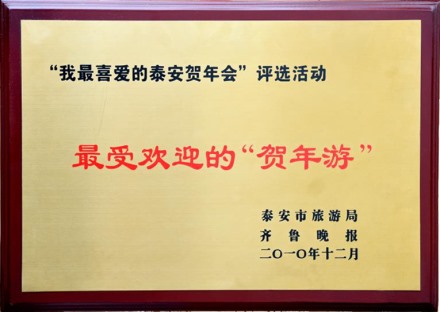 “我最喜爱的泰安贺年会”评选活动
最受欢迎的“贺年游”
泰安市旅游局
齐鲁晚报
二〇一〇年十二月